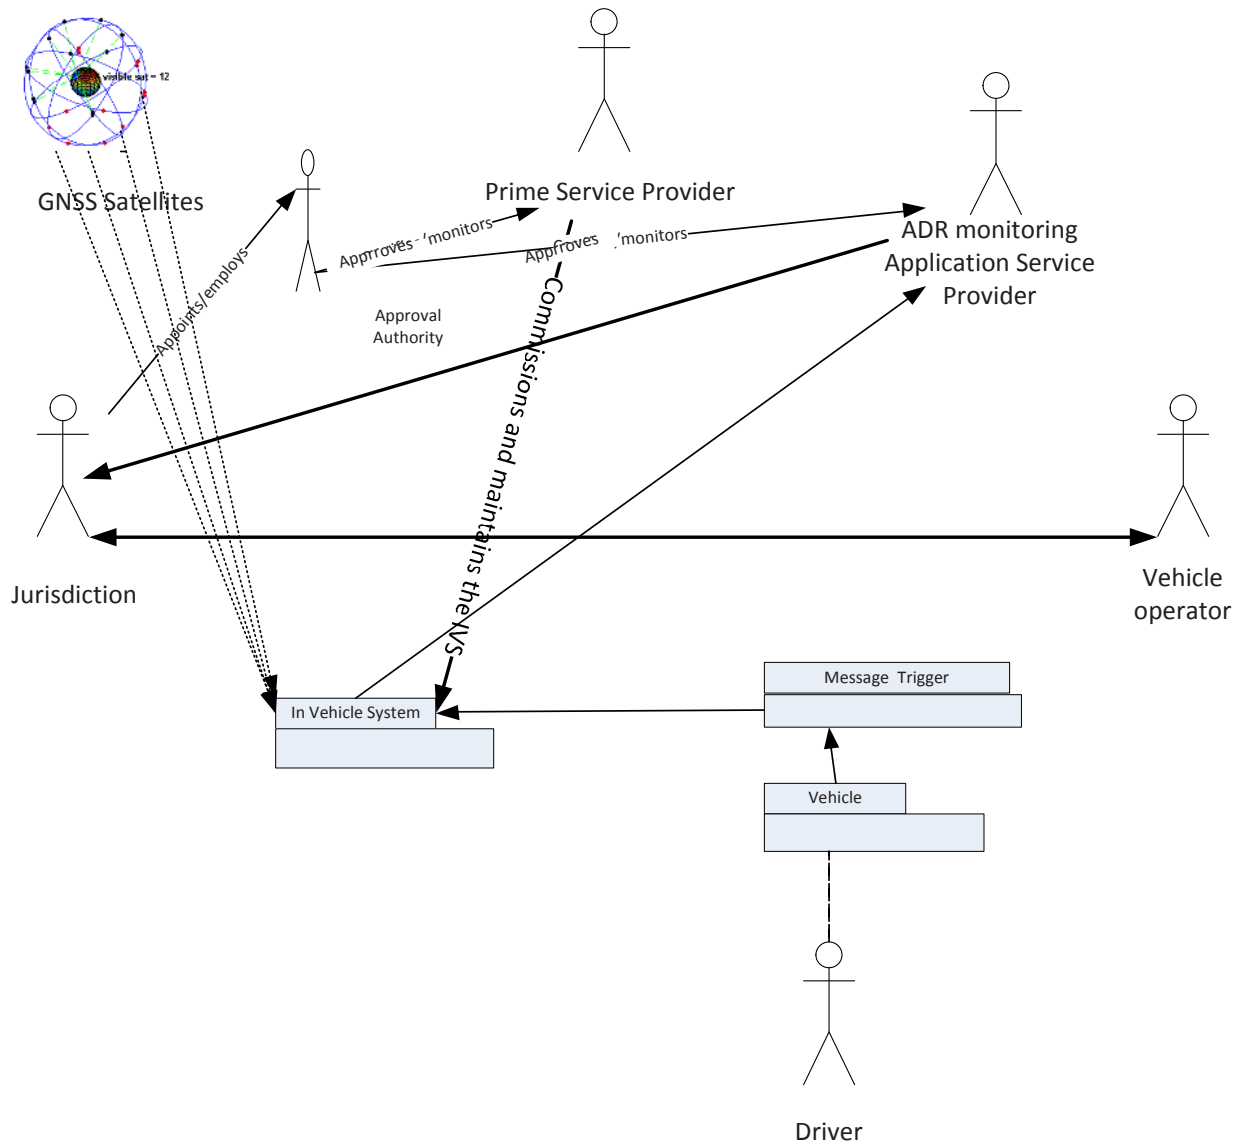 visible sat = 12
GNSS Satellites
Prime Service Provider
ADR monitoring
Application Service
Provider
Appoints/employs
Approves /monitors
Approves /monitors
Approval
Authority
Commissions and maintains the IVS
Jurisdiction
Vehicle
operator
In Vehicle System
Message Trigger
Vehicle
Driver